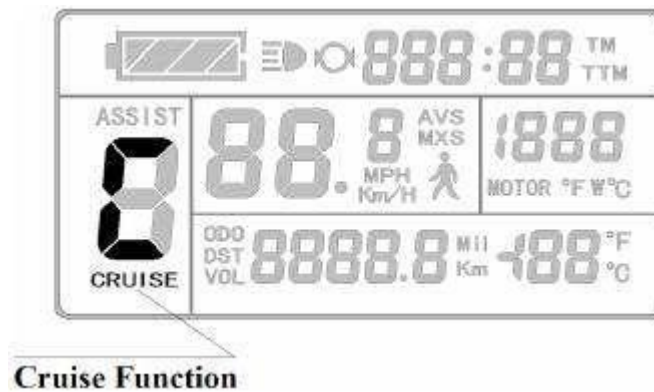 888:88 TM
TTM
ASSIST
C
CRUISE
88.8 AVS
MXS
MPH
Km/H
1888
MOTOR °F W°C
ODO
DST
VOL
8888.8 Mil
Km
-188 °F
°C
Cruise Function